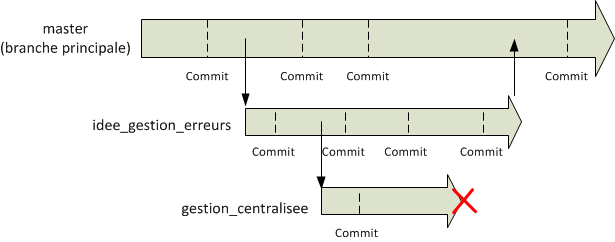 master
(branche principale)
Commit
Commit
Commit
Commit
idee_gestion_erreurs
Commit
Commit
Commit
Commit
gestion_centralisee
Commit